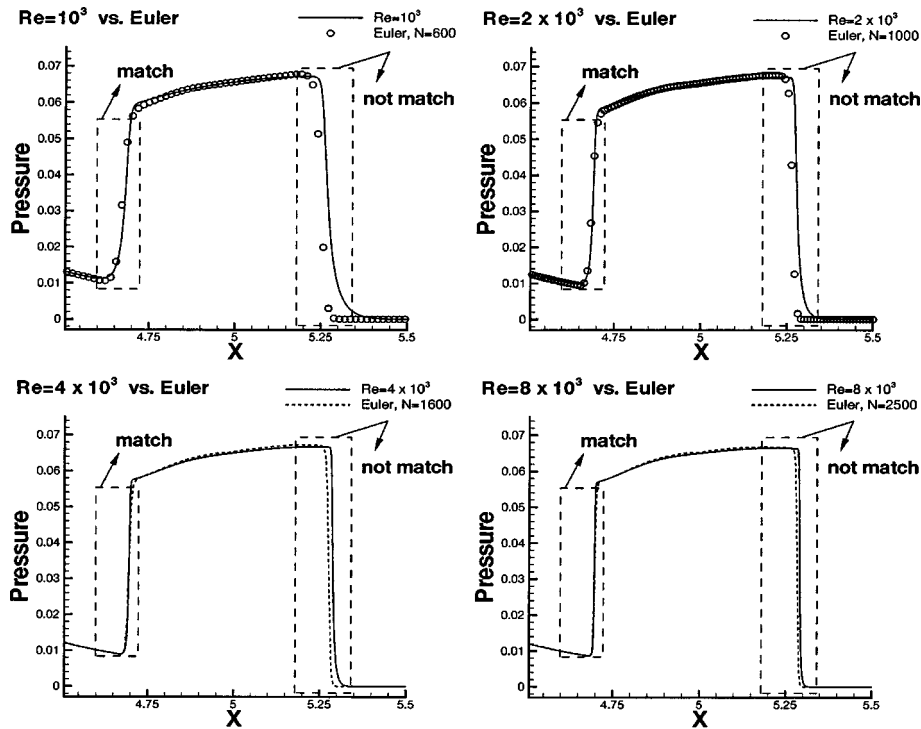 Re=10³ vs. Euler
Re=10³
Euler, N=600
match
not match
0.07
0.06
0.05
0.04
0.03
0.02
0.01
0
Pressure
4.75
5
5.25
5.5
X
Re=2 x 10³ vs. Euler
Re=2 x 10³
Euler, N=1000
match
not match
0.07
0.06
0.05
0.04
0.03
0.02
0.01
0
Pressure
4.75
5
5.25
5.5
X
Re=4 x 10³ vs. Euler
Re=4 x 10³
Euler, N=1600
match
not match
0.07
0.06
0.05
0.04
0.03
0.02
0.01
0
Pressure
4.75
5
5.25
5.5
X
Re=8 x 10³ vs. Euler
Re=8 x 10³
Euler, N=2500
match
not match
0.07
0.06
0.05
0.04
0.03
0.02
0.01
0
Pressure
4.75
5
5.25
5.5
X